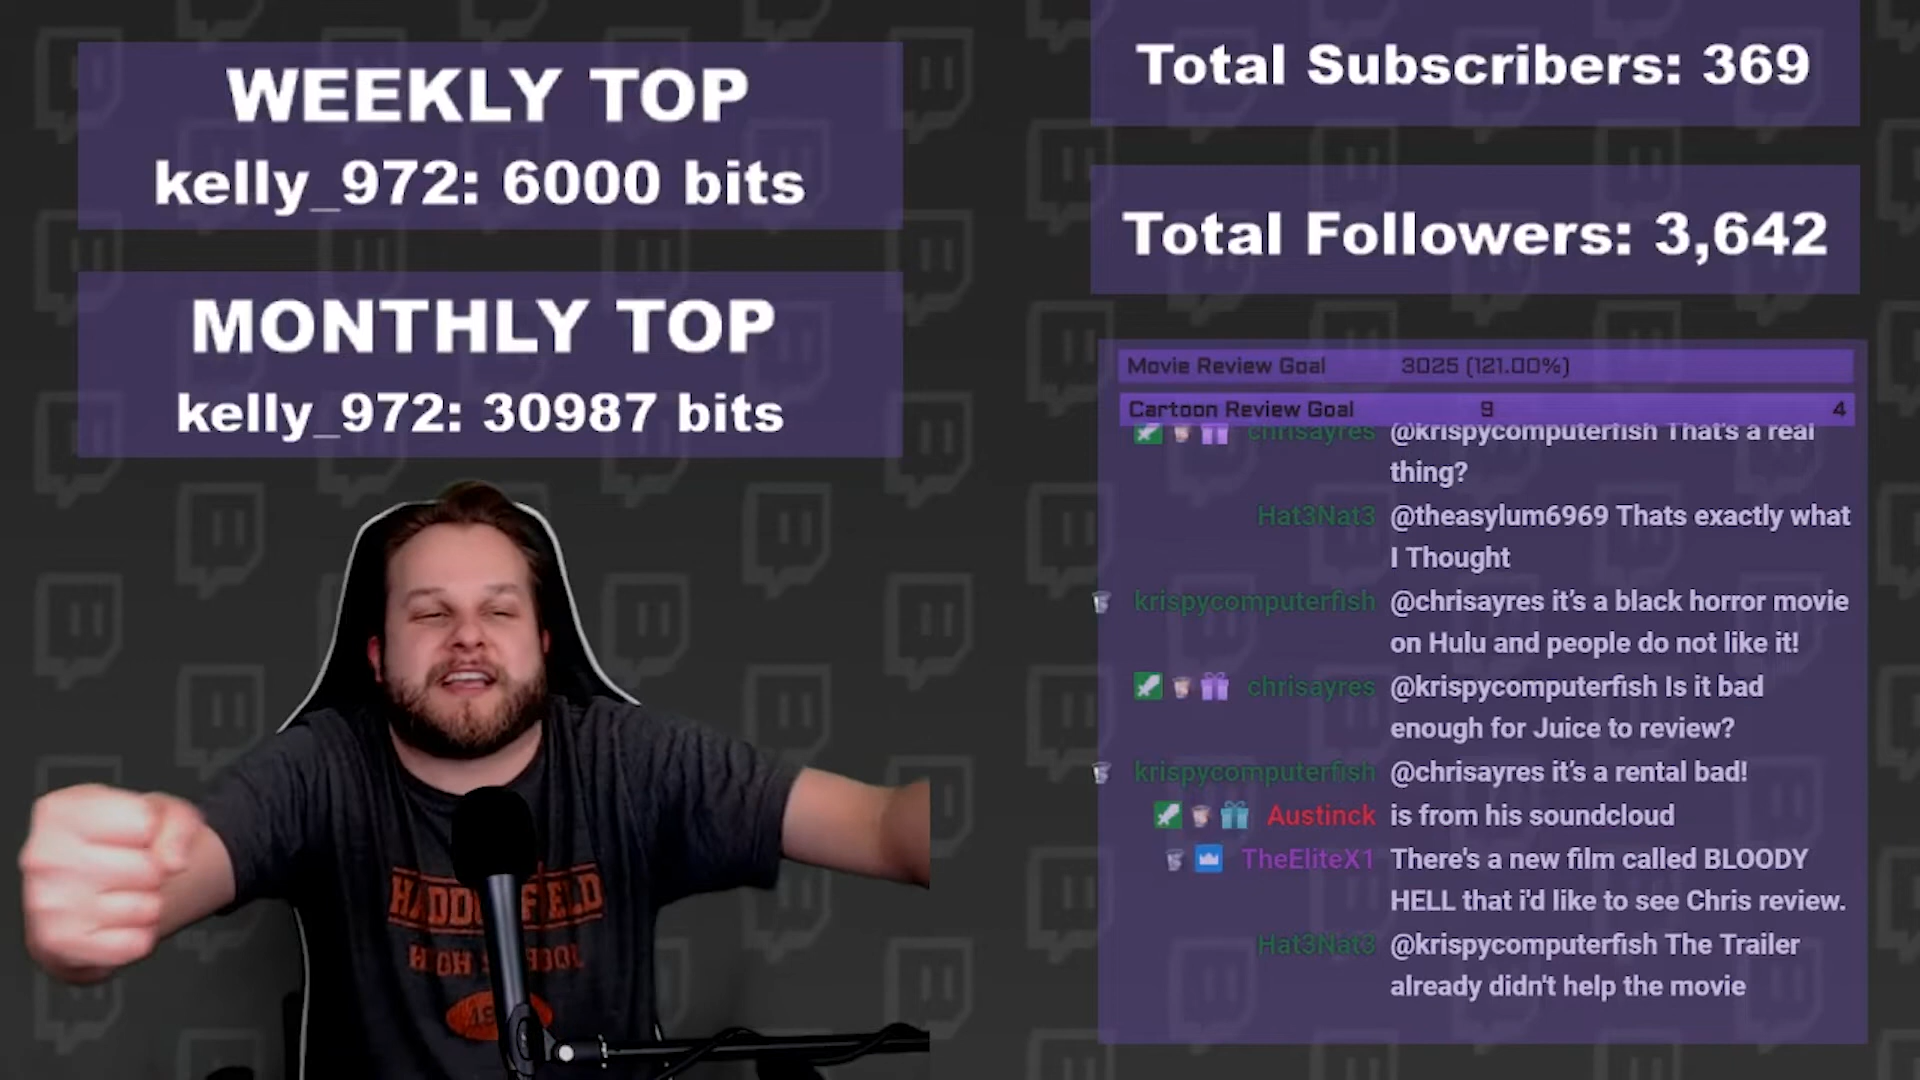 WEEKLY TOP
kelly_972: 6000 bits
MONTHLY TOP
kelly_972: 30987 bits
Total Subscribers: 369
Total Followers: 3,642
Movie Review Goal 3025 (121.00%)
Cartoon Review Goal 9 4
chrisayres @krispycomputerfish That's a real
thing?
Hat3Nat3 @theasylum6969 Thats exactly what
I Thought
krispycomputerfish @chrisayres it’s a black horror movie
on Hulu and people do not like it!
chrisayres @krispycomputerfish Is it bad
enough for Juice to review?
krispycomputerfish @chrisayres it’s a rental bad!
Austinck is from his soundcloud
TheEliteX1 There's a new film called BLOODY
HELL that i'd like to see Chris review.
Hat3Nat3 @krispycomputerfish The Trailer
already didn't help the movie
HIGH SCHOOL